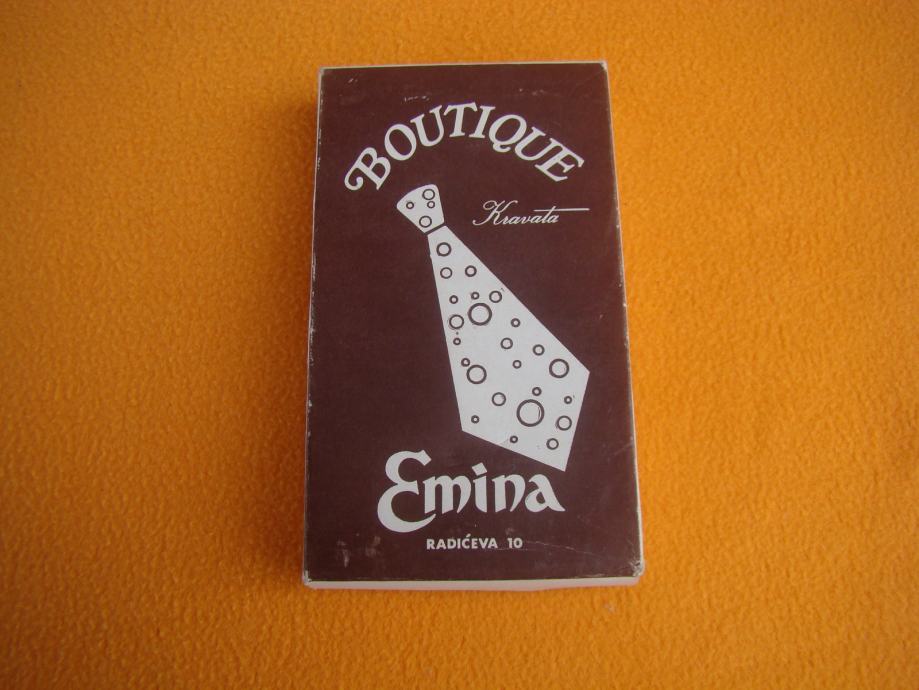 BOUTIQUE
Kravata
Emina
RADIĆEVA 10